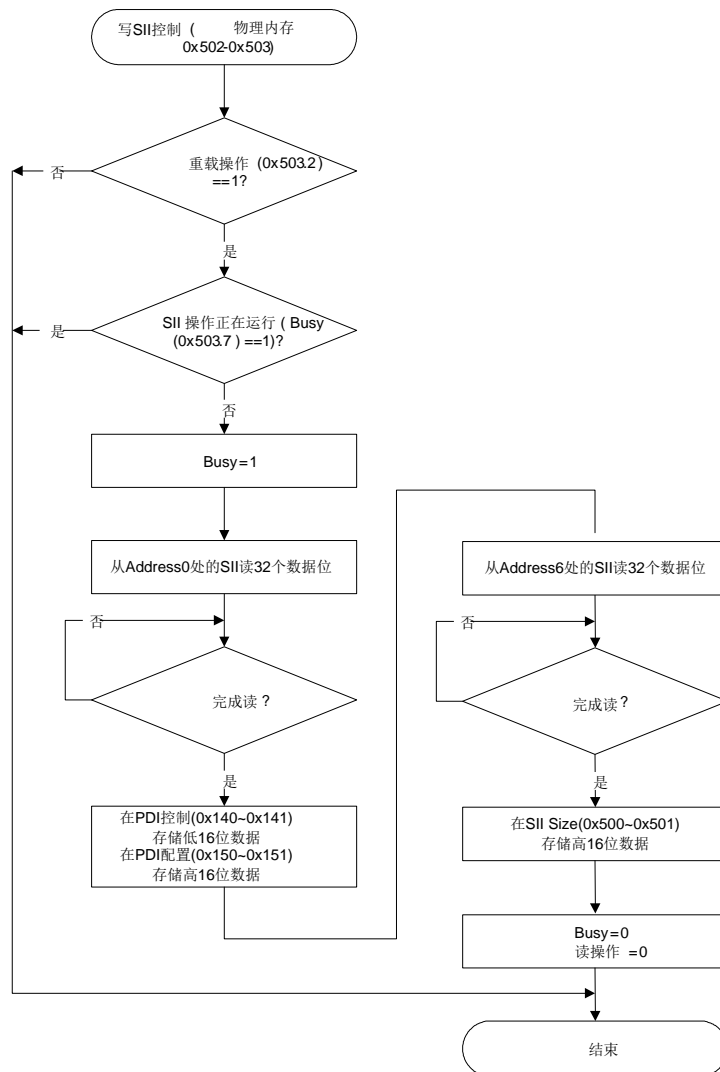 写SII控制 ( 物理内存
0x502-0x503)
重载操作 (0x503.2)
==1?
否
是
SII 操作正在运行 ( Busy
(0x503.7 ) ==1)?
是
否
Busy=1
从Address0处的SII读32个数据位
否
完成读 ?
是
在PDI控制(0x140~0x141)
存储低16位数据
在PDI配置(0x150~0x151)
存储高16位数据
从Address6处的SII读32个数据位
否
完成读 ?
是
在SII Size(0x500~0x501)
存储高16位数据
Busy=0
读操作 =0
结束